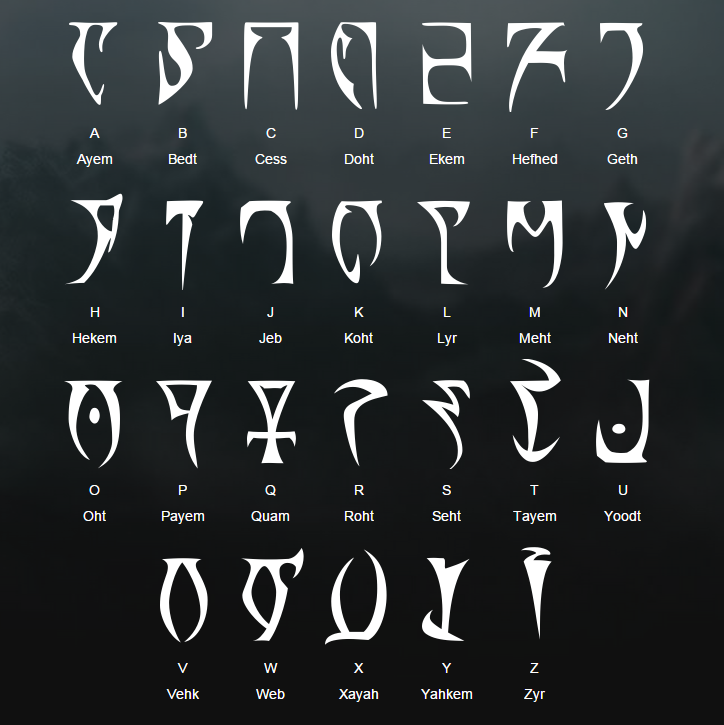 A B C D E F G
Ayem Bedt Cess Doht Ekem Hefhed Geth
H I J K L M N
Hekem Iya Jeb Koht Lyr Meht Neht
O P Q R S T U
Oht Payem Quam Roht Seht Tayem Yoodt
V W X Y Z
Vehk Web Xayah Yahkem Zyr